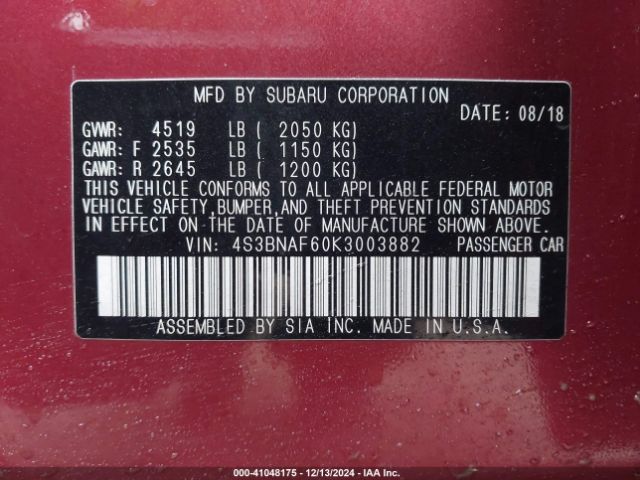 MFD BY SUBARU CORPORATION
DATE: 08/18
GVWR: 4519 LB ( 2050 KG)
GAWR: F 2535 LB ( 1150 KG)
GAWR: R 2645 LB ( 1200 KG)
THIS VEHICLE CONFORMS TO ALL APPLICABLE FEDERAL MOTOR
VEHICLE SAFETY,BUMPER,AND THEFT PREVENTION STANDARDS
IN EFFECT ON THE DATE OF MANUFACTURE SHOWN ABOVE.
VIN: 4S3BNAF60K3003882 PASSENGER CAR
ASSEMBLED BY SIA INC. MADE IN U.S.A.
000-41048175 - 12/13/2024 - IAA Inc.